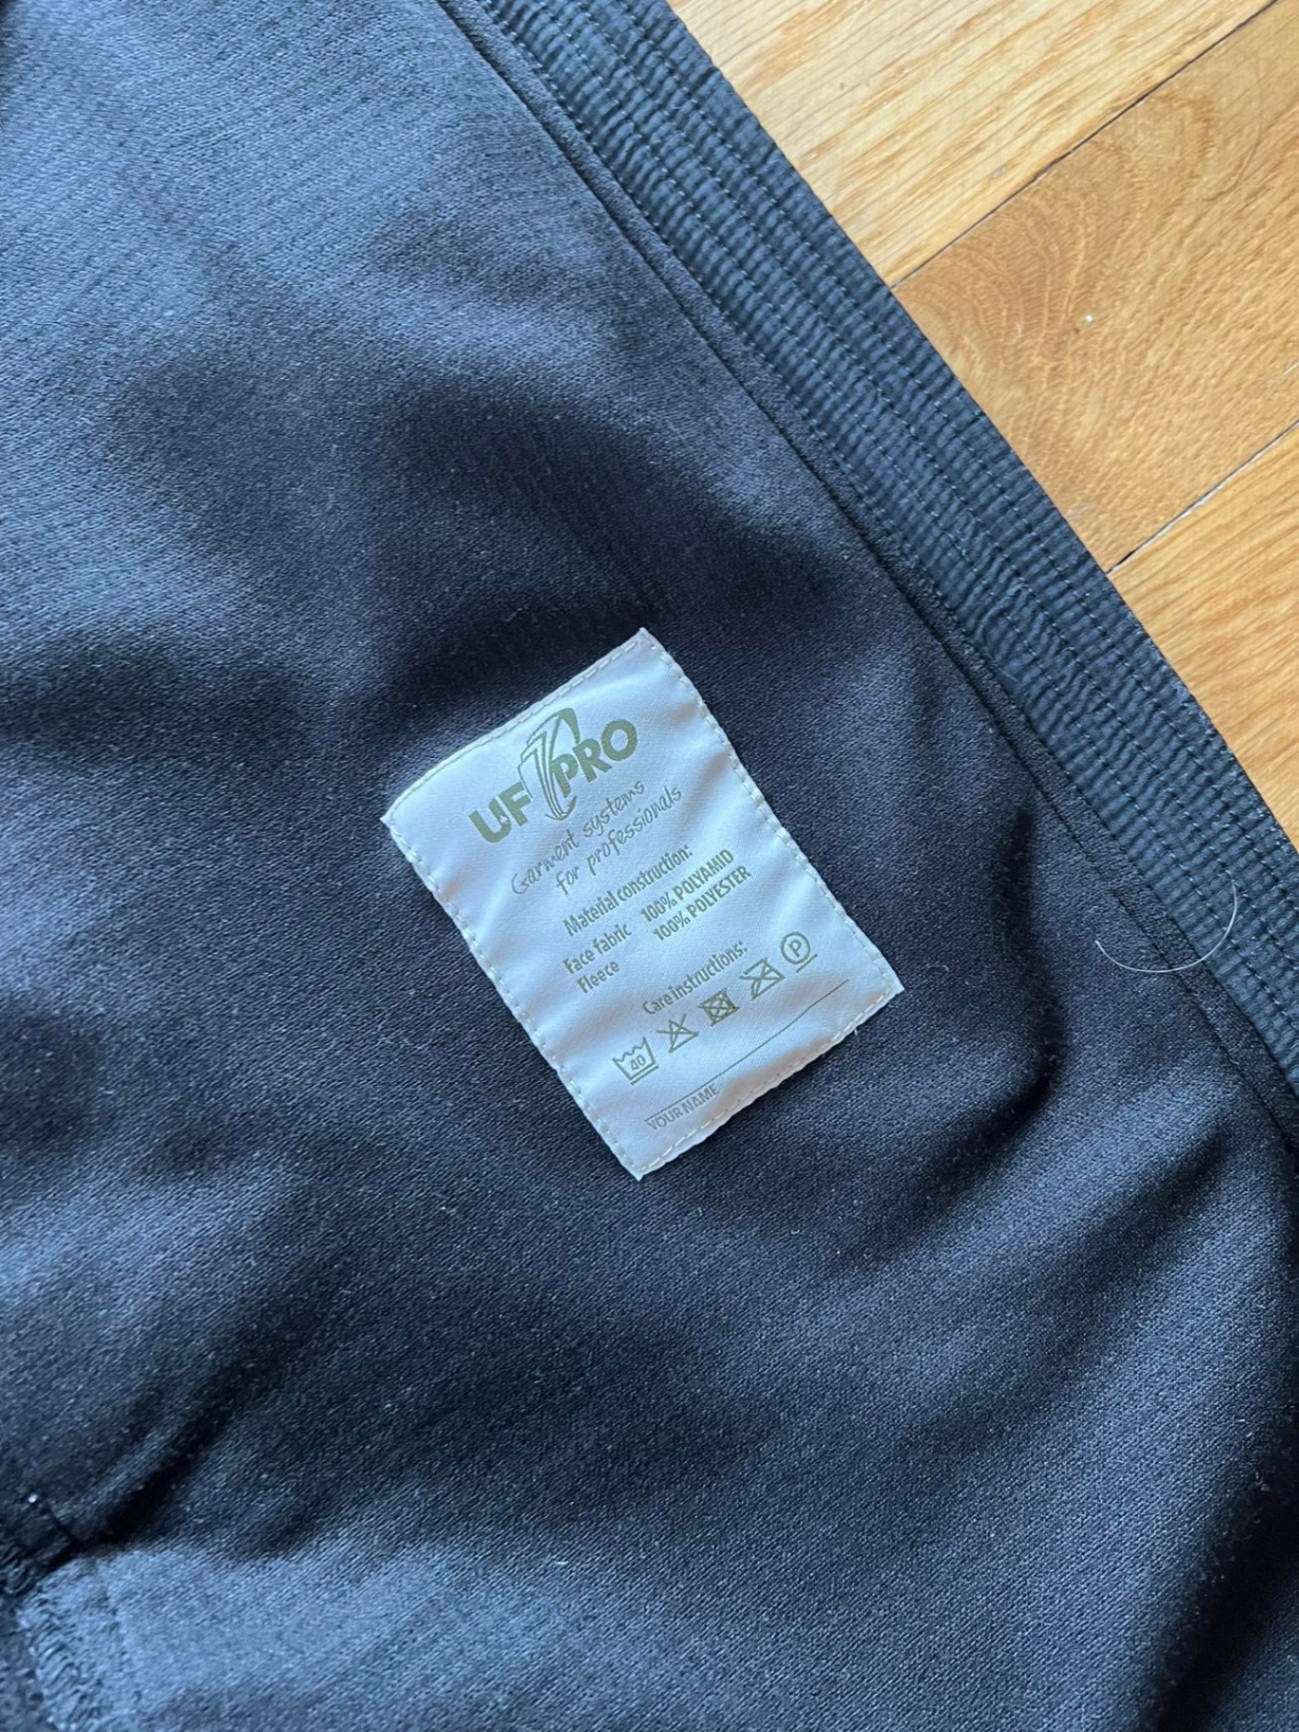 UF PRO
Garment systems
for professionals
Material construction:
Face fabric 100% POLYAMID
Fleece 100% POLYESTER
Care instructions:
40 P
YOUR NAME